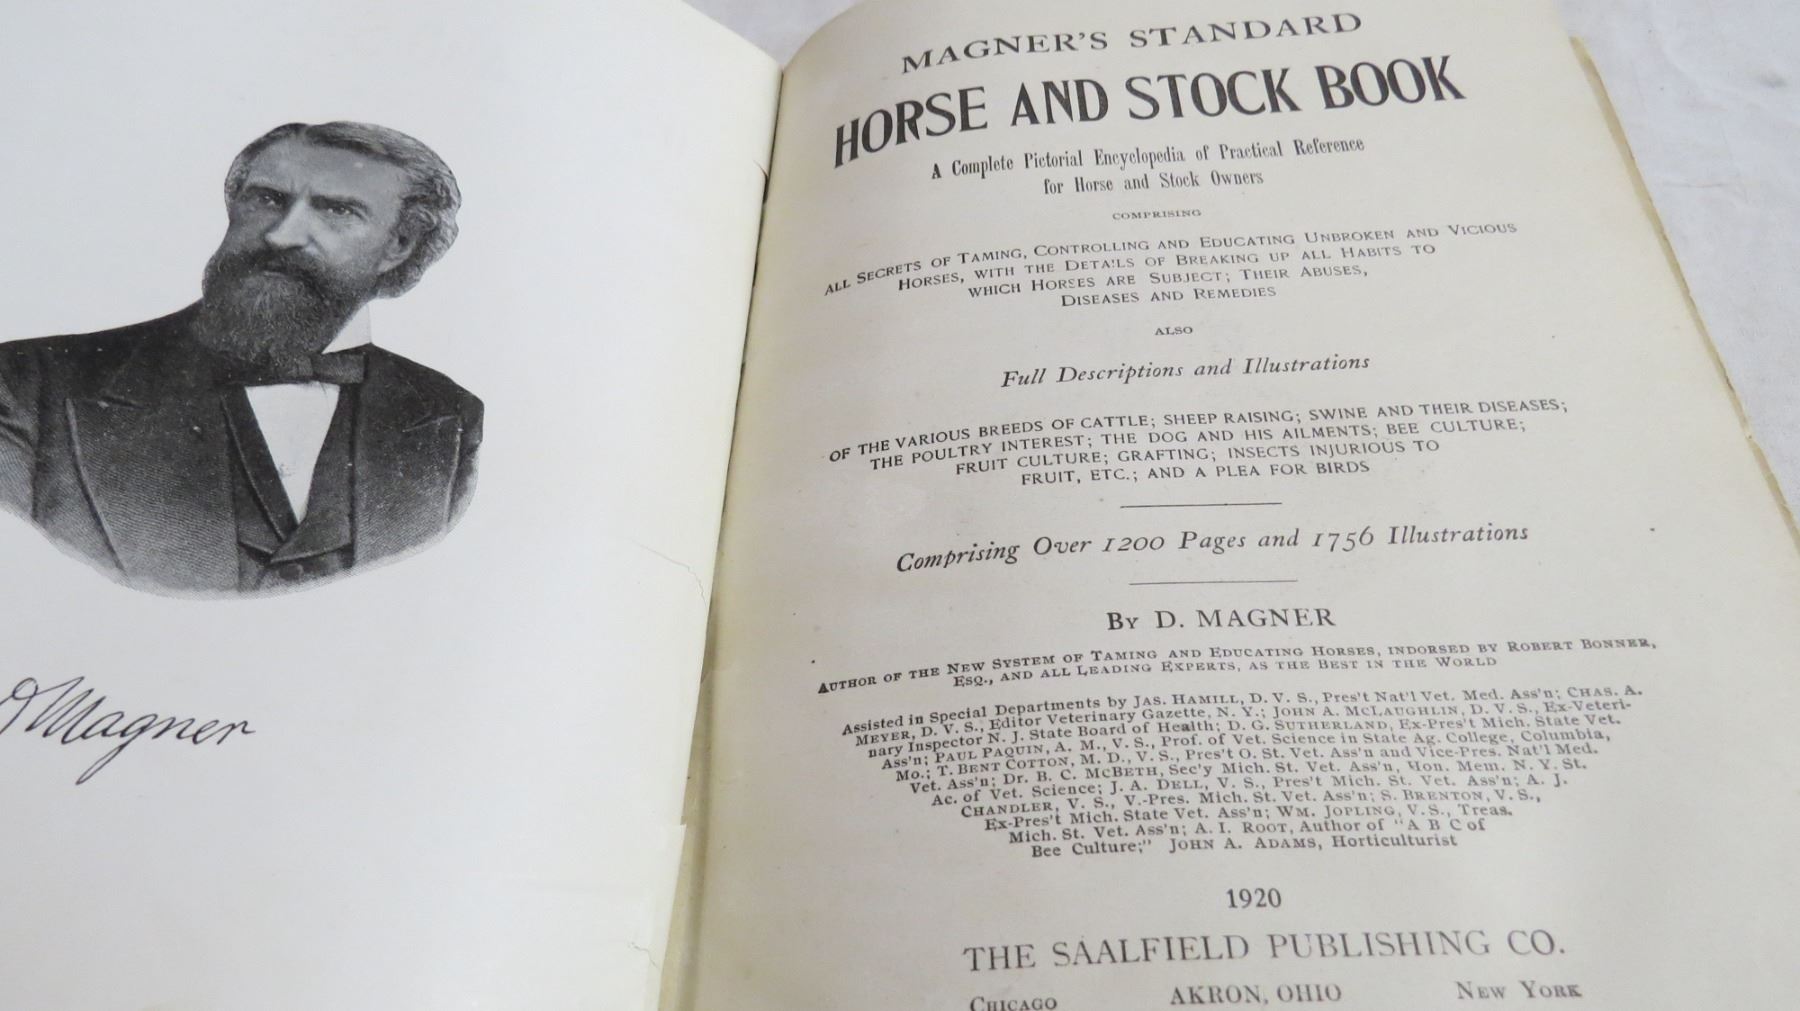 D Magner
MAGNER'S STANDARD
HORSE AND STOCK BOOK
A Complete Pictorial Encyclopedia of Practical Reference
for Horse and Stock Owners
COMPRISING
ALL SECRETS OF TAMING, CONTROLLING AND EDUCATING UNBROKEN AND VICIOUS
HORSES, WITH THE DETAILS OF BREAKING UP ALL HABITS TO
WHICH HORSES ARE SUBJECT; THEIR ABUSES,
DISEASES AND REMEDIES
ALSO
Full Descriptions and Illustrations
OF THE VARIOUS BREEDS OF CATTLE; SHEEP RAISING; SWINE AND THEIR DISEASES;
THE POULTRY INTEREST; THE DOG AND HIS AILMENTS; BEE CULTURE;
FRUIT CULTURE; GRAFTING; INSECTS INJURIOUS TO
FRUIT, ETC.; AND A PLEA FOR BIRDS
Comprising Over 1200 Pages and 1756 Illustrations
BY D. MAGNER
AUTHOR OF THE NEW SYSTEM OF TAMING AND EDUCATING HORSES, INDORSED BY ROBERT BONNER,
ESQ., AND ALL LEADING EXPERTS, AS THE BEST IN THE WORLD
Assisted in Special Departments by JAS. HAMILL, D. V. S., Pres't Nat'l Vet. Med. Ass'n; CHAS. A.
MEYER, D. V. S., Editor Veterinary Gazette, N. Y.; JOHN A. MCLAUGHLIN, D. V. S., Ex-Veteri-
nary Inspector N. J. State Board of Health; D. G. SUTHERLAND, Ex-Pres't Mich. State Vet.
Ass'n; PAUL PAQUIN, A. M., V. S., Prof. of Vet. Science in State Ag. College, Columbia,
Mo.; T. BENT COTTON, M. D., V. S., Pres't O. St. Vet. Ass'n and Vice-Pres. Nat'l Med.
Vet. Ass'n; DR. B. C. MCBETH, Sec'y Mich. St. Vet. Ass'n, Hon. Mem. N. Y. St.
Ac. of Vet. Science; J. A. DELL, V. S., Pres't Mich. St. Vet. Ass'n; A. J.
CHANDLER, V. S., V.-Pres. Mich. St. Vet. Ass'n; S. BRENTON, V. S.,
Ex-Pres't Mich. State Vet. Ass'n; WM. JOPLING, V. S., Treas.
Mich. St. Vet. Ass'n; A. I. ROOT, Author of "A B C of
Bee Culture;" JOHN A. ADAMS, Horticulturist
1920
THE SAALFIELD PUBLISHING CO.
CHICAGO AKRON, OHIO NEW YORK